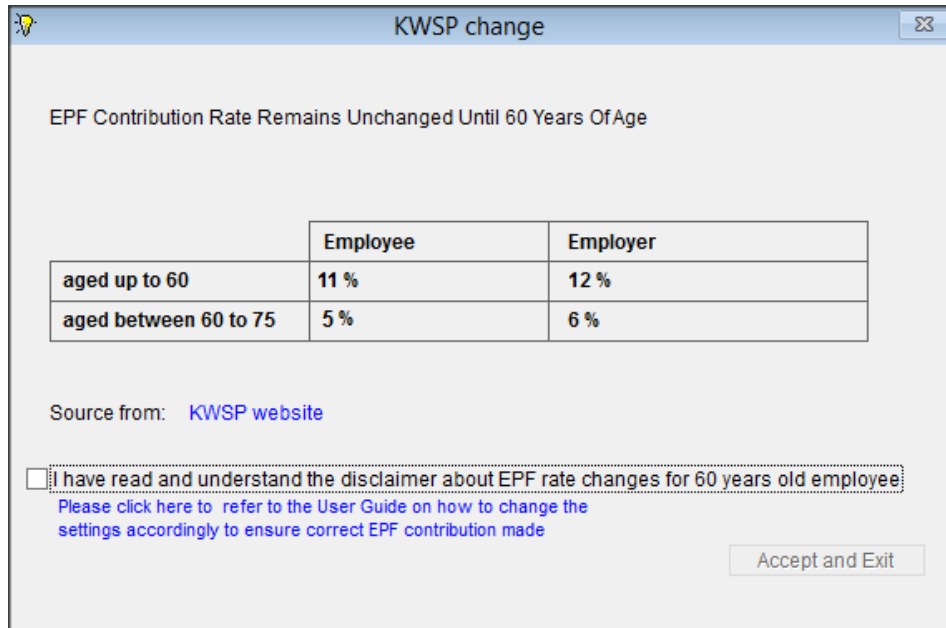 KWSP change
EPF Contribution Rate Remains Unchanged Until 60 Years Of Age
Employee Employer
aged up to 60 11 % 12 %
aged between 60 to 75 5 % 6 %
Source from: KWSP website
I have read and understand the disclaimer about EPF rate changes for 60 years old employee
Please click here to refer to the User Guide on how to change the
settings accordingly to ensure correct EPF contribution made
Accept and Exit